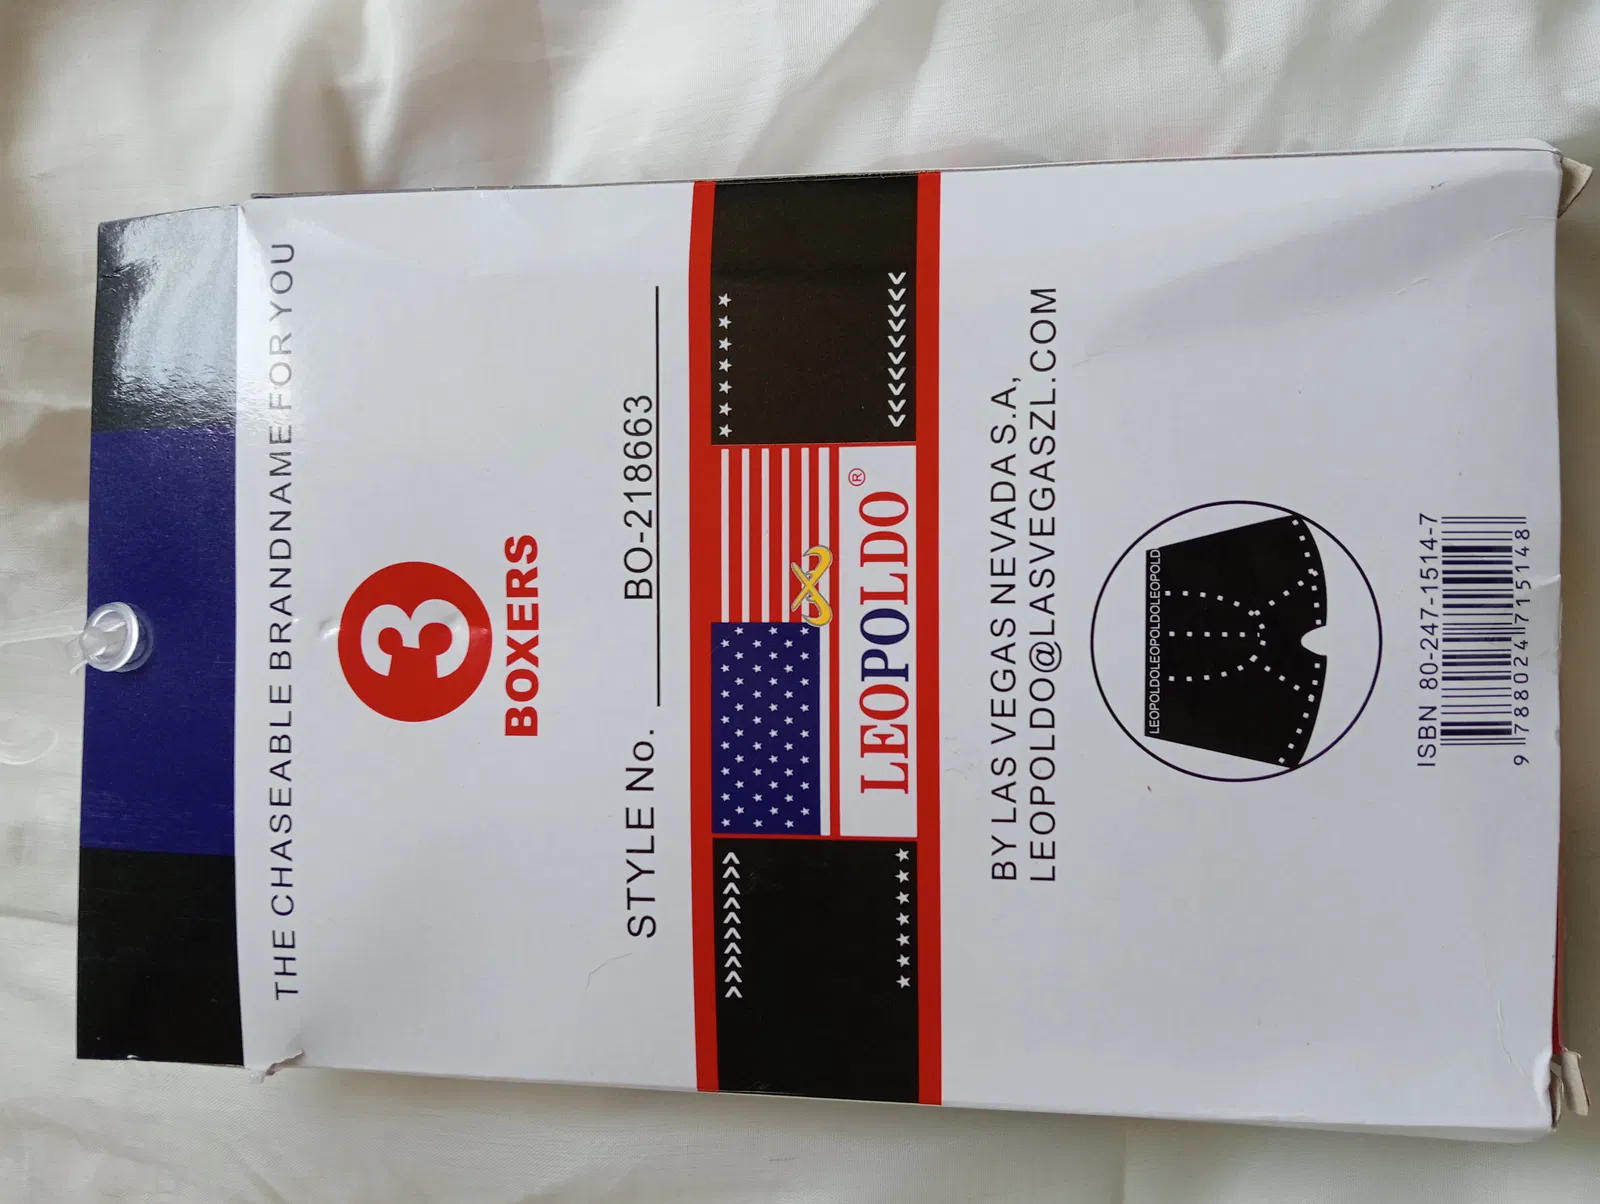 THE CHASEABLE BRANDNAME FOR YOU
3
BOXERS
STYLE No. BO-218663
LEOPOLDO®
BY LAS VEGAS NEVADA S.A,
LEOPOLDO@LASVEGASZL.COM
LEOPOLDOLEOPOLDOLEOPOLD
ISBN 80-247-1514-7
9 788024 715148